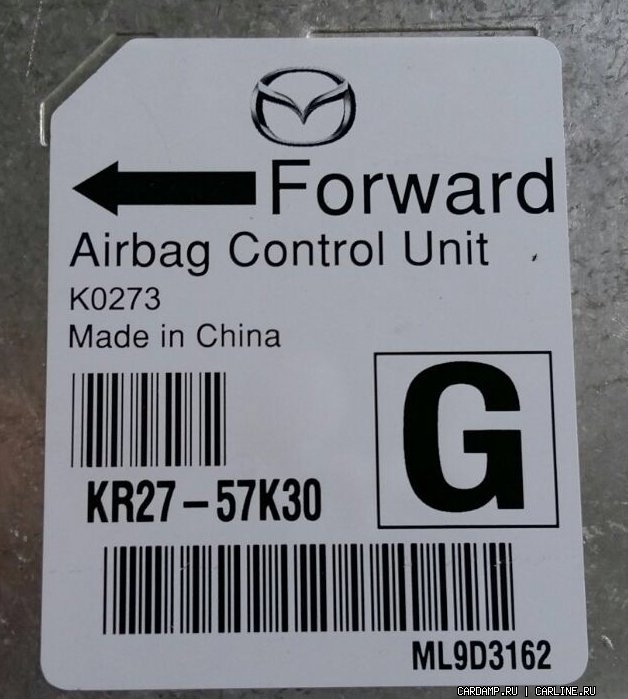 Forward
Airbag Control Unit
K0273
Made in China
G
KR27-57K30
ML9D3162
CARDAMP.RU | CARLINE.RU